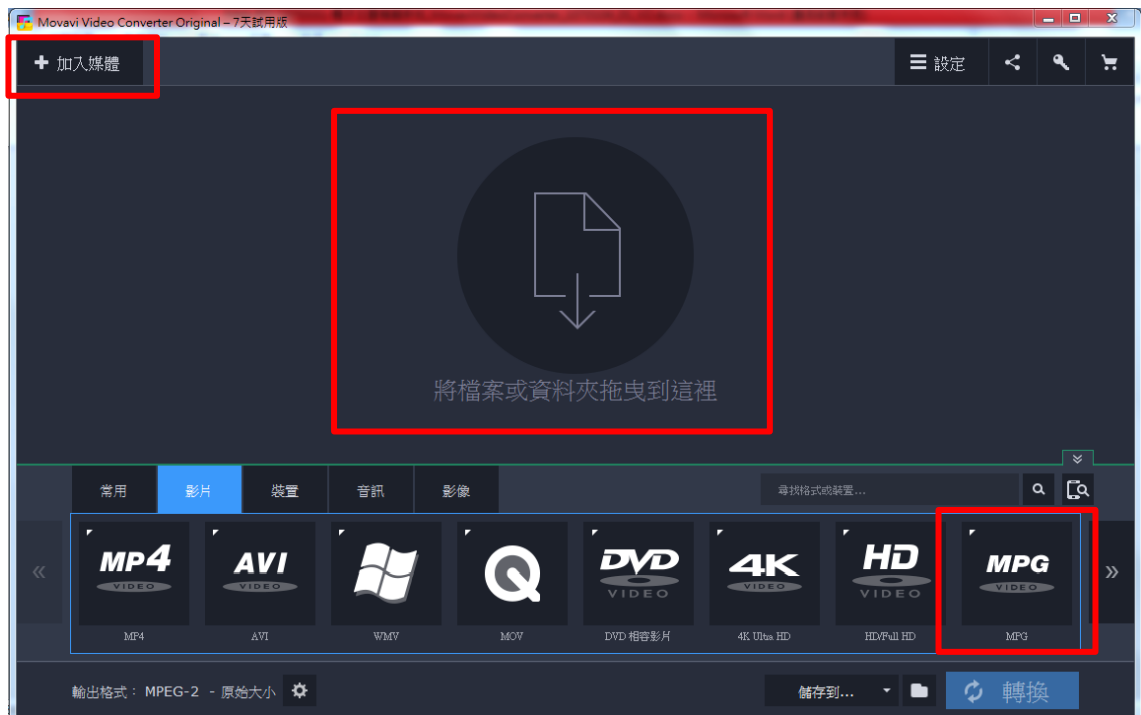 Movavi Video Converter Original – 7天試用版
加入媒體
設定
將檔案或資料夾拖曳到這裡
常用 影片 裝置 音訊 影像 尋找格式或裝置...
MP4 VIDEO AVI VIDEO DVD VIDEO 4K VIDEO HD VIDEO MPG VIDEO
MP4 AVI WMV MOV DVD 相容影片 4K Ultra HD HD/Full HD MPG
輸出格式： MPEG-2 - 原始大小 儲存到... 轉換